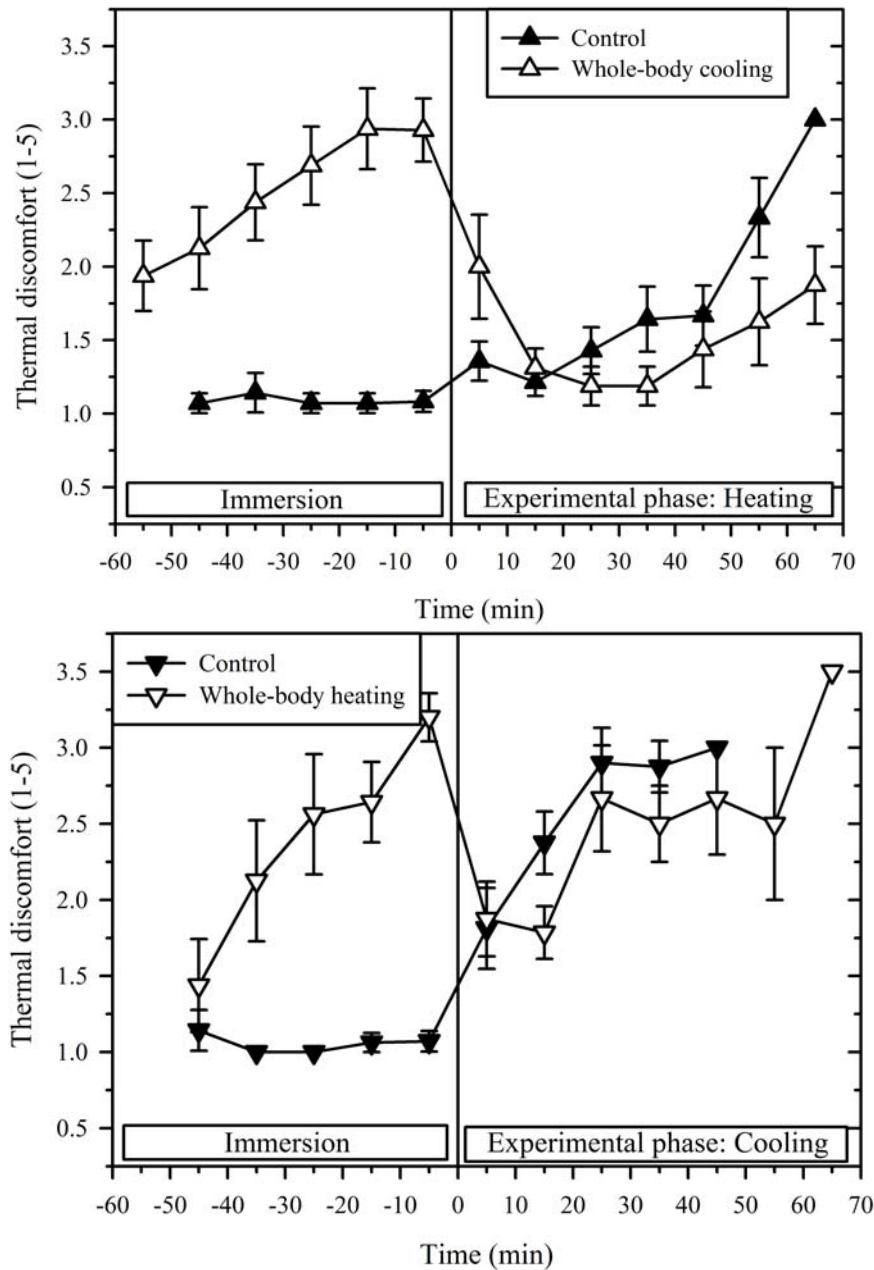 Control
Whole-body cooling
Thermal discomfort (1-5)
3.5
3.0
2.5
2.0
1.5
1.0
0.5
Immersion
Experimental phase: Heating
-60 -50 -40 -30 -20 -10 0 10 20 30 40 50 60 70
Time (min)
Control
Whole-body heating
Thermal discomfort (1-5)
3.5
3.0
2.5
2.0
1.5
1.0
0.5
Immersion
Experimental phase: Cooling
-60 -50 -40 -30 -20 -10 0 10 20 30 40 50 60 70
Time (min)